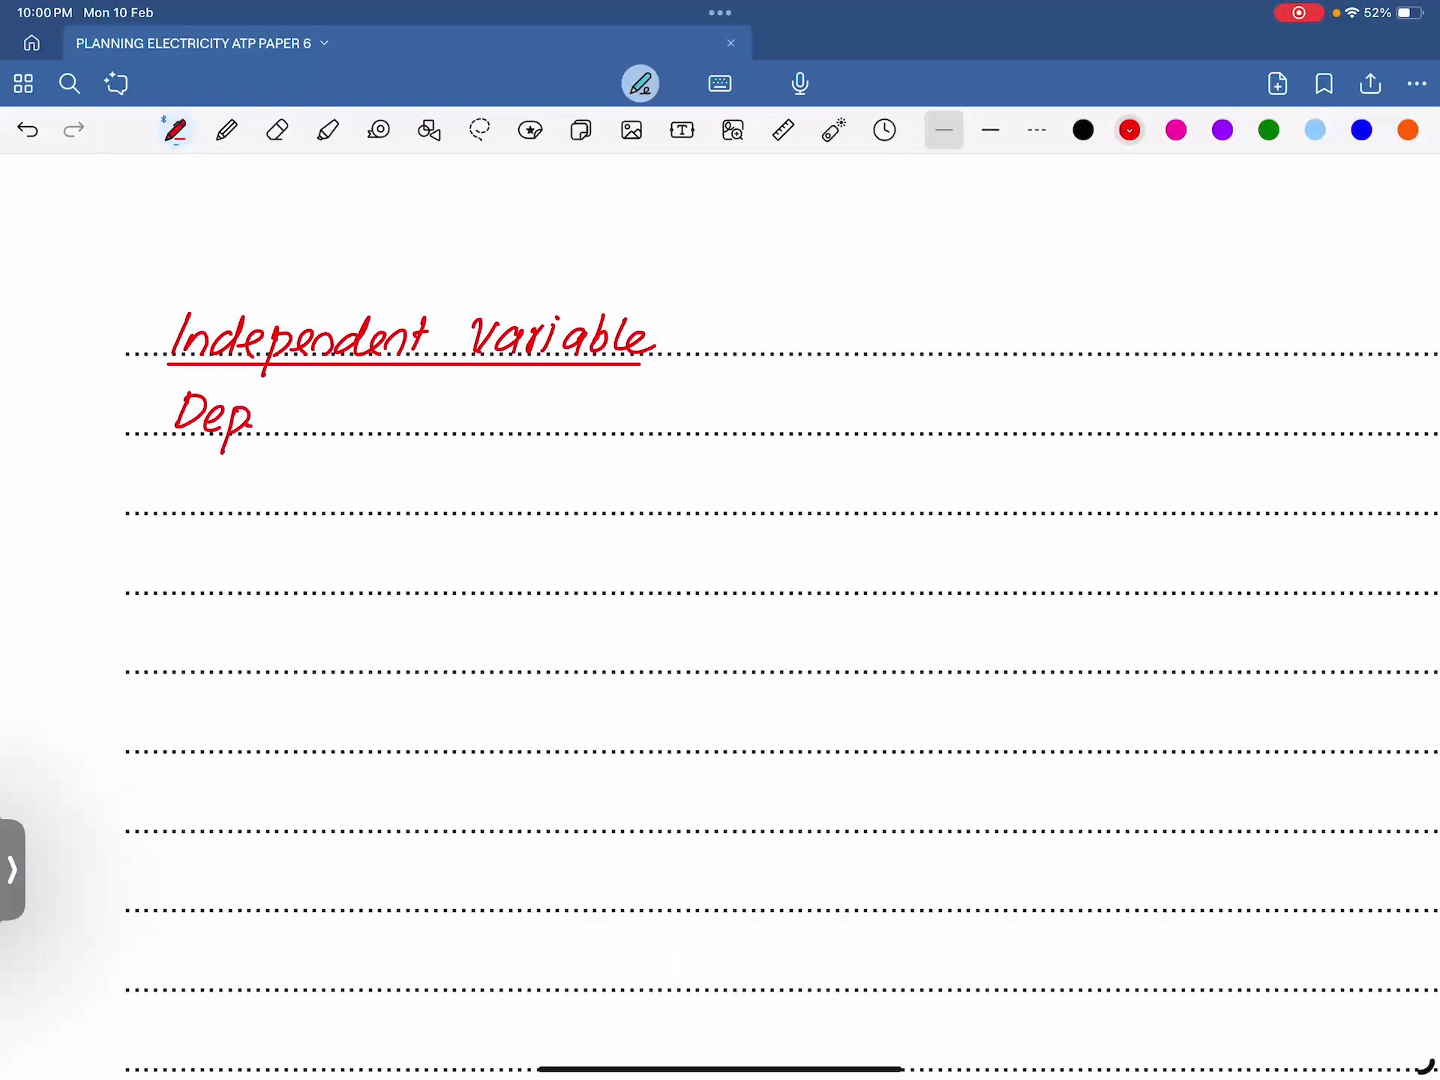 10:00 PM Mon 10 Feb
52%
PLANNING ELECTRICITY ATP PAPER 6
Independent Variable
Dep